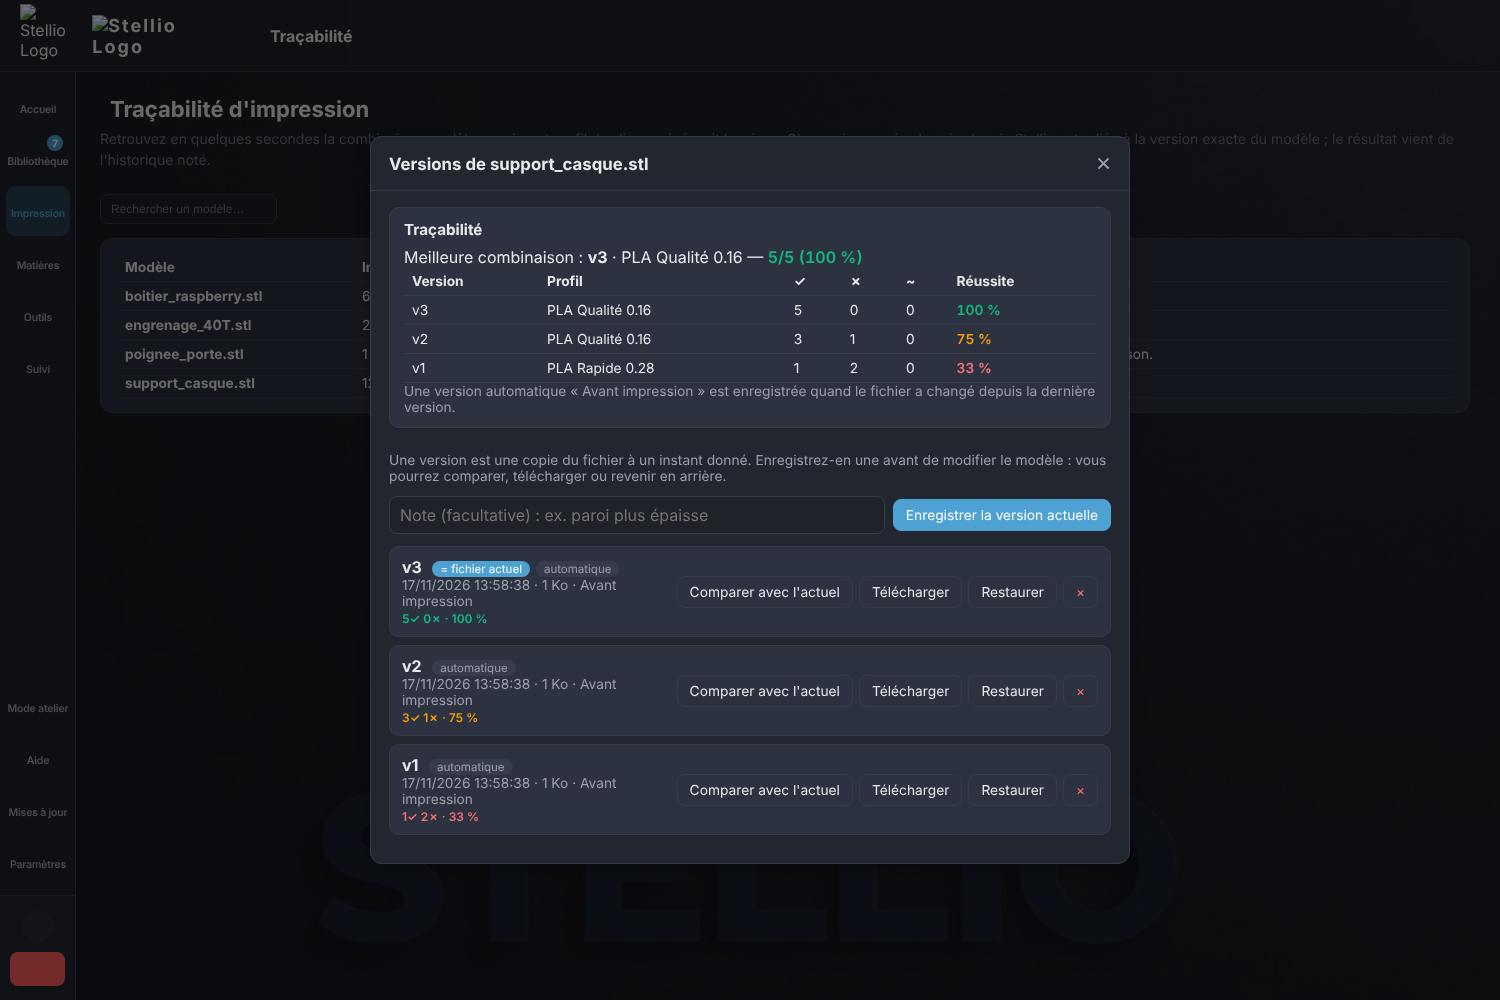 Stellio Logo
Stellio Logo
Traçabilité
Accueil
7
Bibliothèque
Impression
Matières
Outils
Suivi
Mode atelier
Aide
Mises à jour
Paramètres
Traçabilité d'impression
Retrouvez en quelques secondes la
la version exacte du modèle ; le résultat vient de
l'historique noté.
Rechercher un modèle...
Modèle
boitier_raspberry.stl 6
engrenage_40T.stl 2
poignee_porte.stl 1
support_casque.stl
Versions de support_casque.stl ✕
Traçabilité
Meilleure combinaison : v3 · PLA Qualité 0.16 — 5/5 (100 %)
Version Profil ✓ × ~ Réussite
v3 PLA Qualité 0.16 5 0 0 100 %
v2 PLA Qualité 0.16 3 1 0 75 %
v1 PLA Rapide 0.28 1 2 0 33 %
Une version automatique « Avant impression » est enregistrée quand le fichier a changé depuis la dernière
version.
Une version est une copie du fichier à un instant donné. Enregistrez-en une avant de modifier le modèle : vous
pourrez comparer, télécharger ou revenir en arrière.
Note (facultative) : ex. paroi plus épaisse Enregistrer la version actuelle
v3 = fichier actuel automatique
17/11/2026 13:58:38 · 1 Ko · Avant
impression
5✓ 0× · 100 %
Comparer avec l'actuel Télécharger Restaurer ×
v2 automatique
17/11/2026 13:58:38 · 1 Ko · Avant
impression
3✓ 1× · 75 %
Comparer avec l'actuel Télécharger Restaurer ×
v1 automatique
17/11/2026 13:58:38 · 1 Ko · Avant
impression
1✓ 2× · 33 %
Comparer avec l'actuel Télécharger Restaurer ×
STELLIO